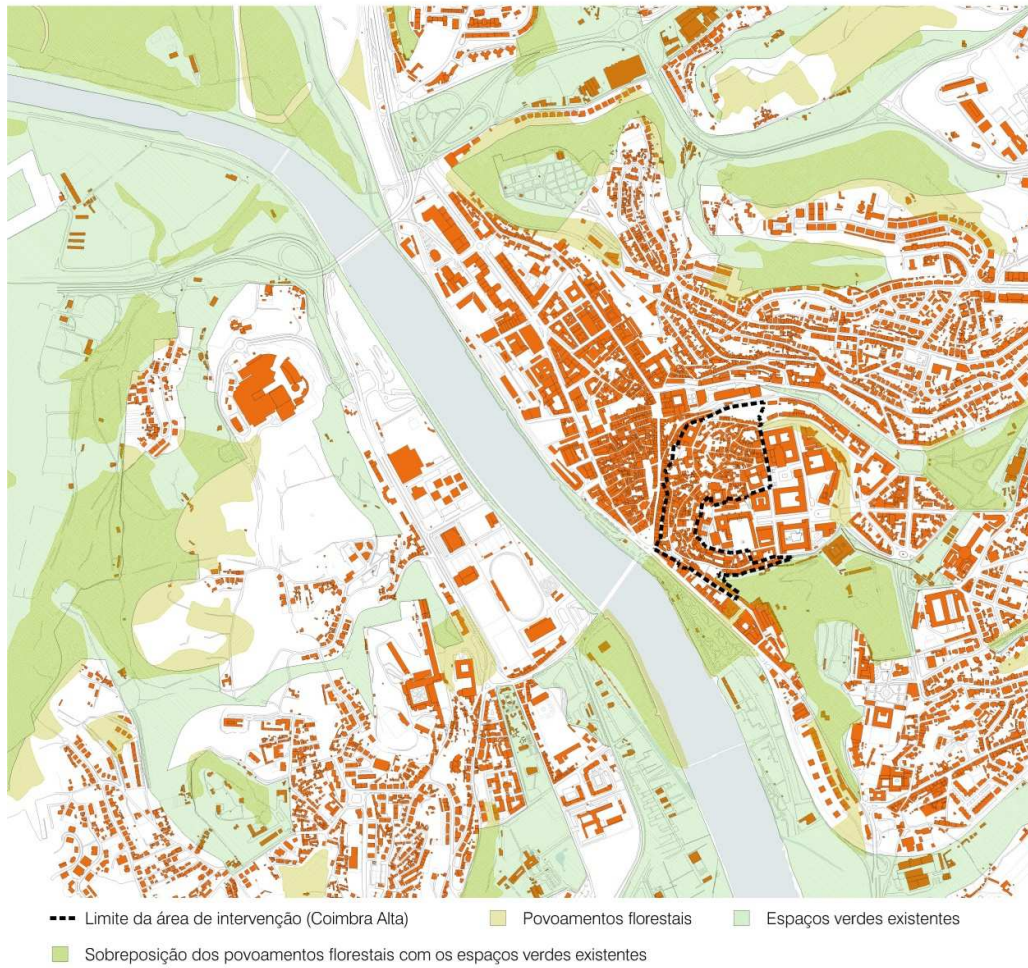 Limite da área de intervenção (Coimbra Alta)
Povoamentos florestais
Espaços verdes existentes
Sobreposição dos povoamentos florestais com os espaços verdes existentes